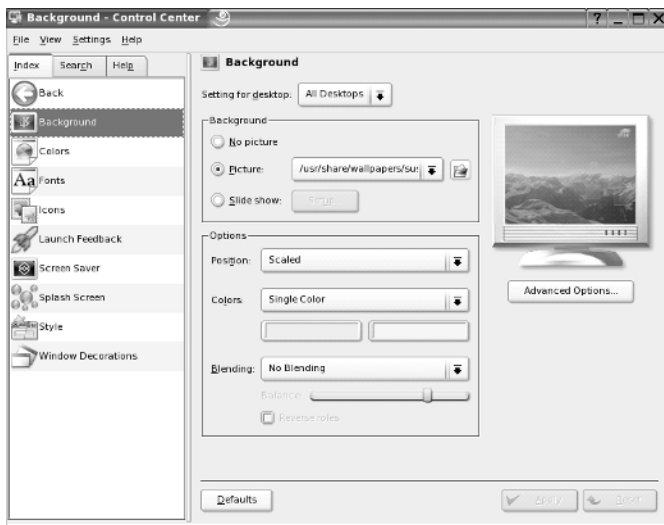 Background - Control Center
File View Settings Help
Index Search Help
Back
Background
Colors
Fonts
Icons
Launch Feedback
Screen Saver
Splash Screen
Style
Window Decorations
Background
Setting for desktop: All Desktops
Background
No picture
Picture: /usr/share/wallpapers/su
Slide show: Setup
Options
Position: Scaled
Colors Single Color
Blending: No Blending
Balance:
Reverse roles
Advanced Options...
Defaults
Apply
Reset